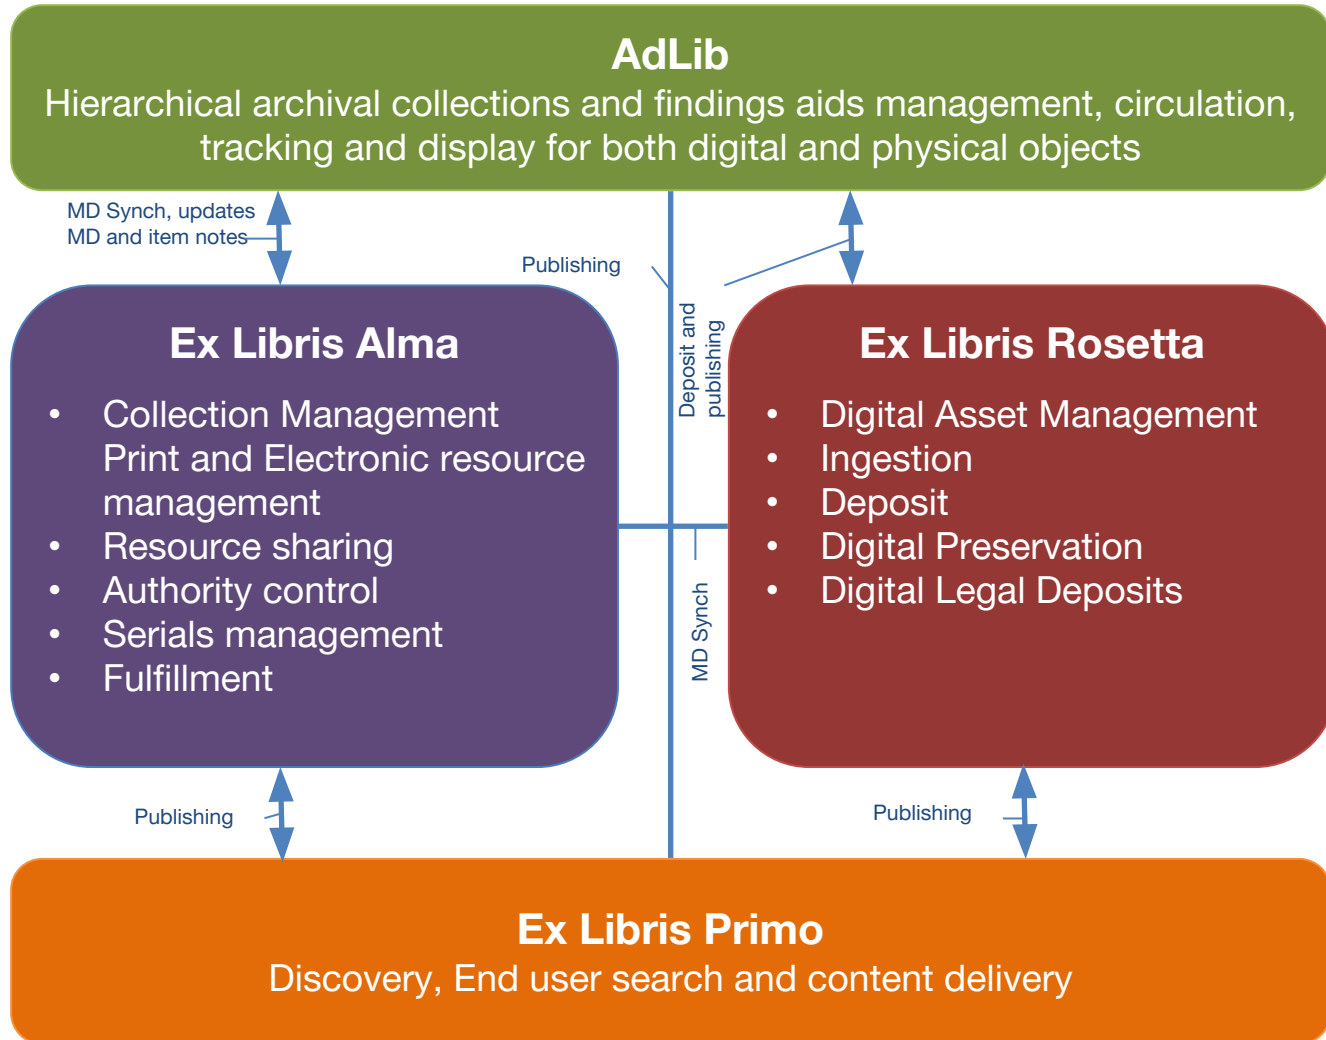 AdLib
Hierarchical archival collections and findings aids management, circulation,
tracking and display for both digital and physical objects
MD Synch, updates
MD and item notes
Publishing
Deposit and
publishing
Ex Libris Alma
• Collection Management
Print and Electronic resource
management
• Resource sharing
• Authority control
• Serials management
• Fulfillment
MD Synch
Ex Libris Rosetta
• Digital Asset Management
• Ingestion
• Deposit
• Digital Preservation
• Digital Legal Deposits
Publishing
Publishing
Ex Libris Primo
Discovery, End user search and content delivery